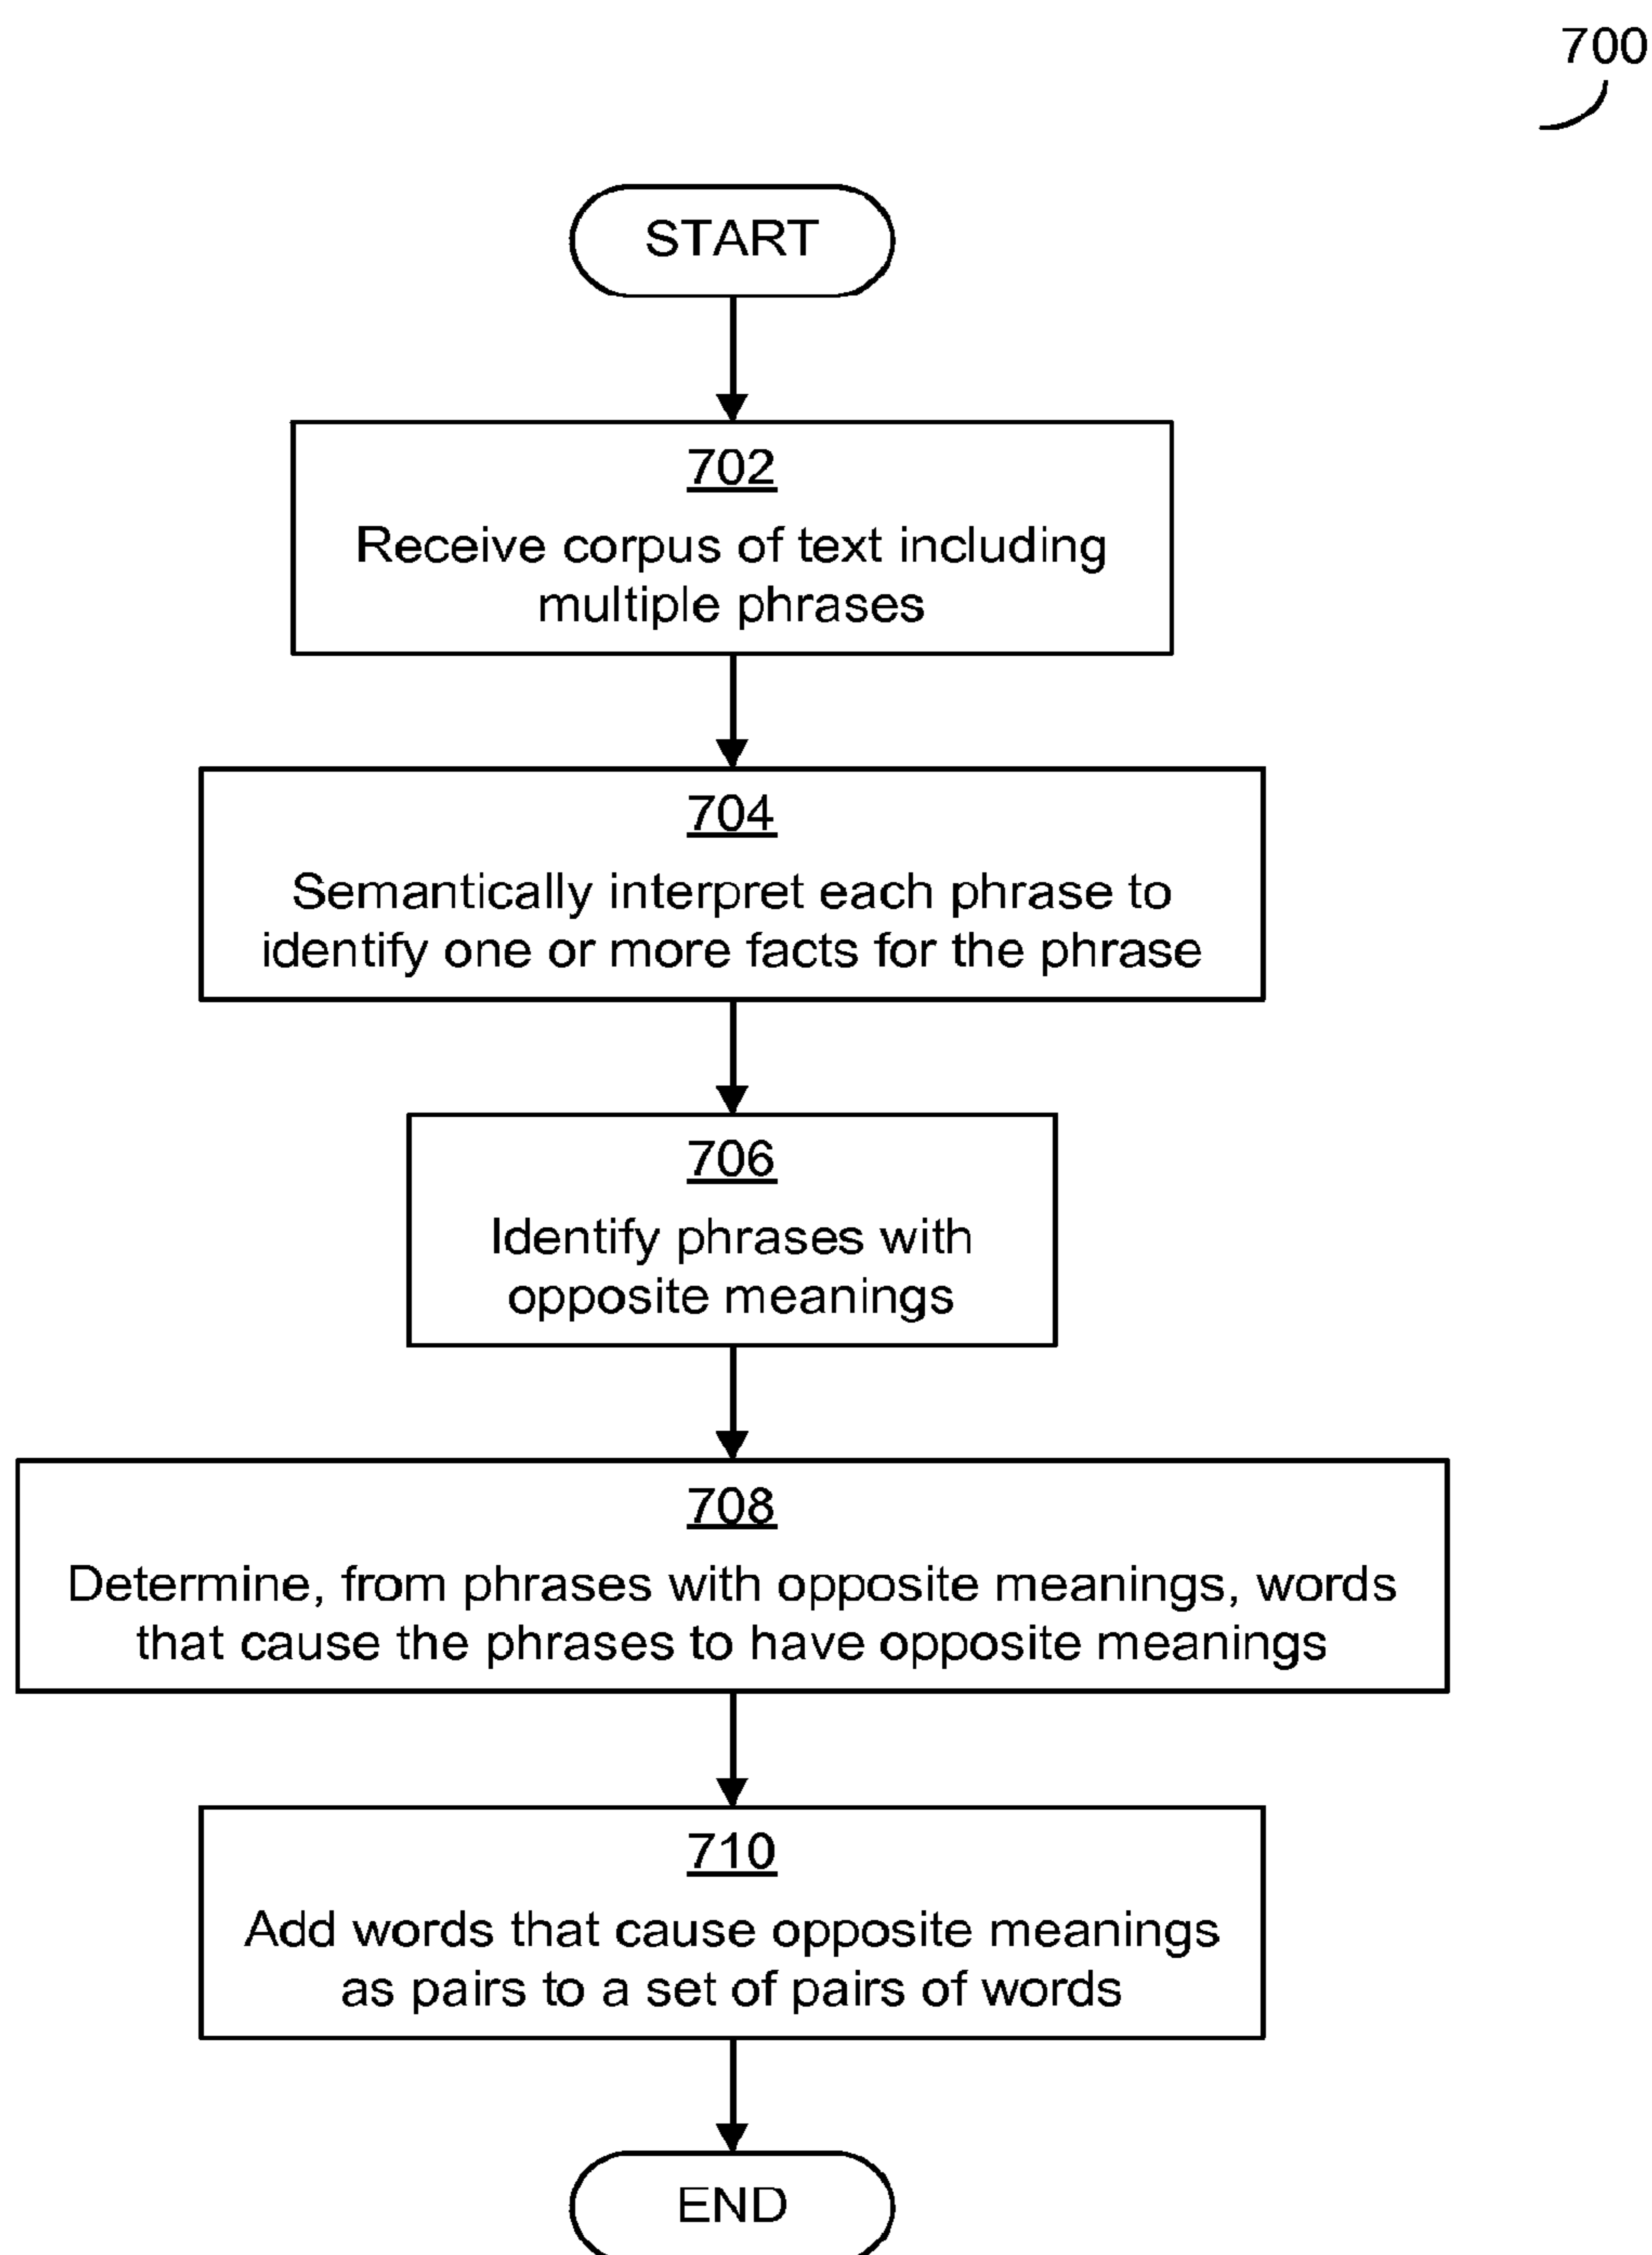 700
START
702
Receive corpus of text including
multiple phrases
704
Semantically interpret each phrase to
identify one or more facts for the phrase
706
Identify phrases with
opposite meanings
708
Determine, from phrases with opposite meanings, words
that cause the phrases to have opposite meanings
710
Add words that cause opposite meanings
as pairs to a set of pairs of words
END